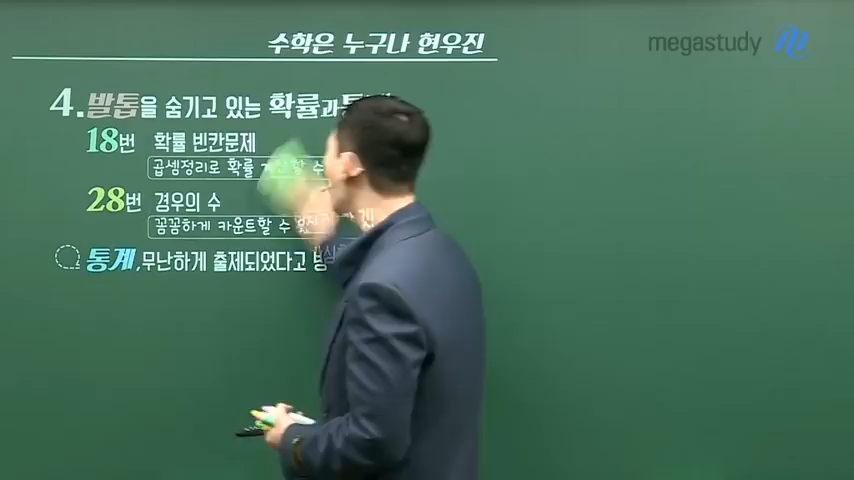 수학은 누구나 현우진
megastudy
4. 발톱을 숨기고 있는 확률과
18번 확률 빈칸문제
곱셈정리로 확률
28번 경우의 수
꼼꼼하게 카운트할 수
통계, 무난하게 출제되었다고